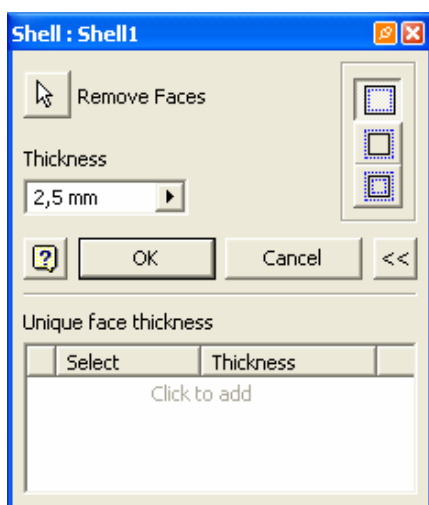 Shell : Shell1
Remove Faces
Thickness
2,5 mm
OK Cancel <<
Unique face thickness
Select Thickness
Click to add